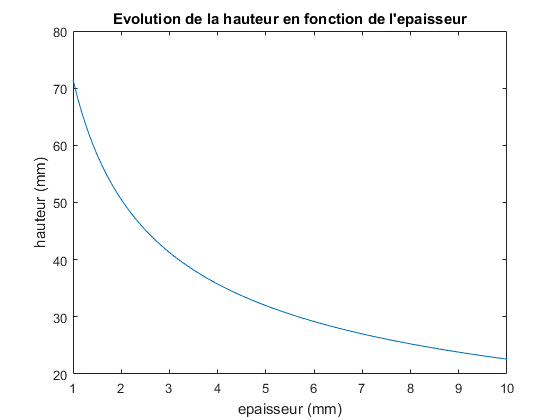 Evolution de la hauteur en fonction de l'epaisseur
80
70
60
50
40
30
20
hauteur (mm)
1 2 3 4 5 6 7 8 9 10
epaisseur (mm)